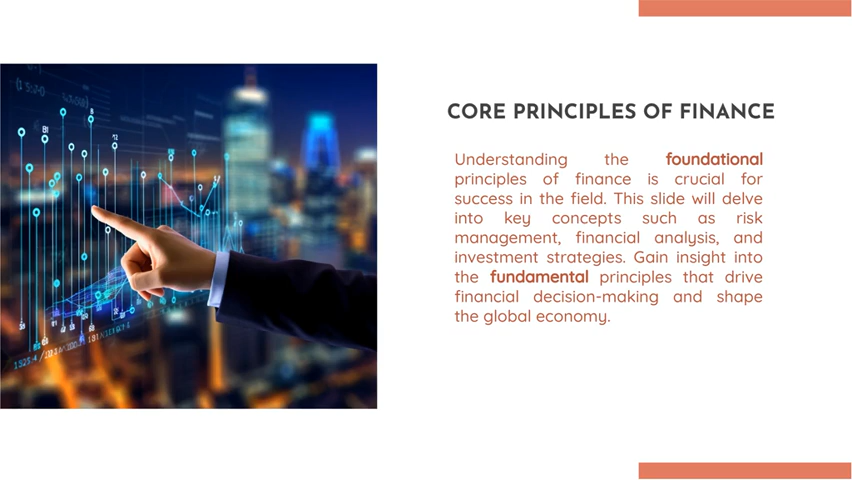 CORE PRINCIPLES OF FINANCE
Understanding the foundational
principles of finance is crucial for
success in the field. This slide will delve
into key concepts such as risk
management, financial analysis, and
investment strategies. Gain insight into
the fundamental principles that drive
financial decision-making and shape
the global economy.